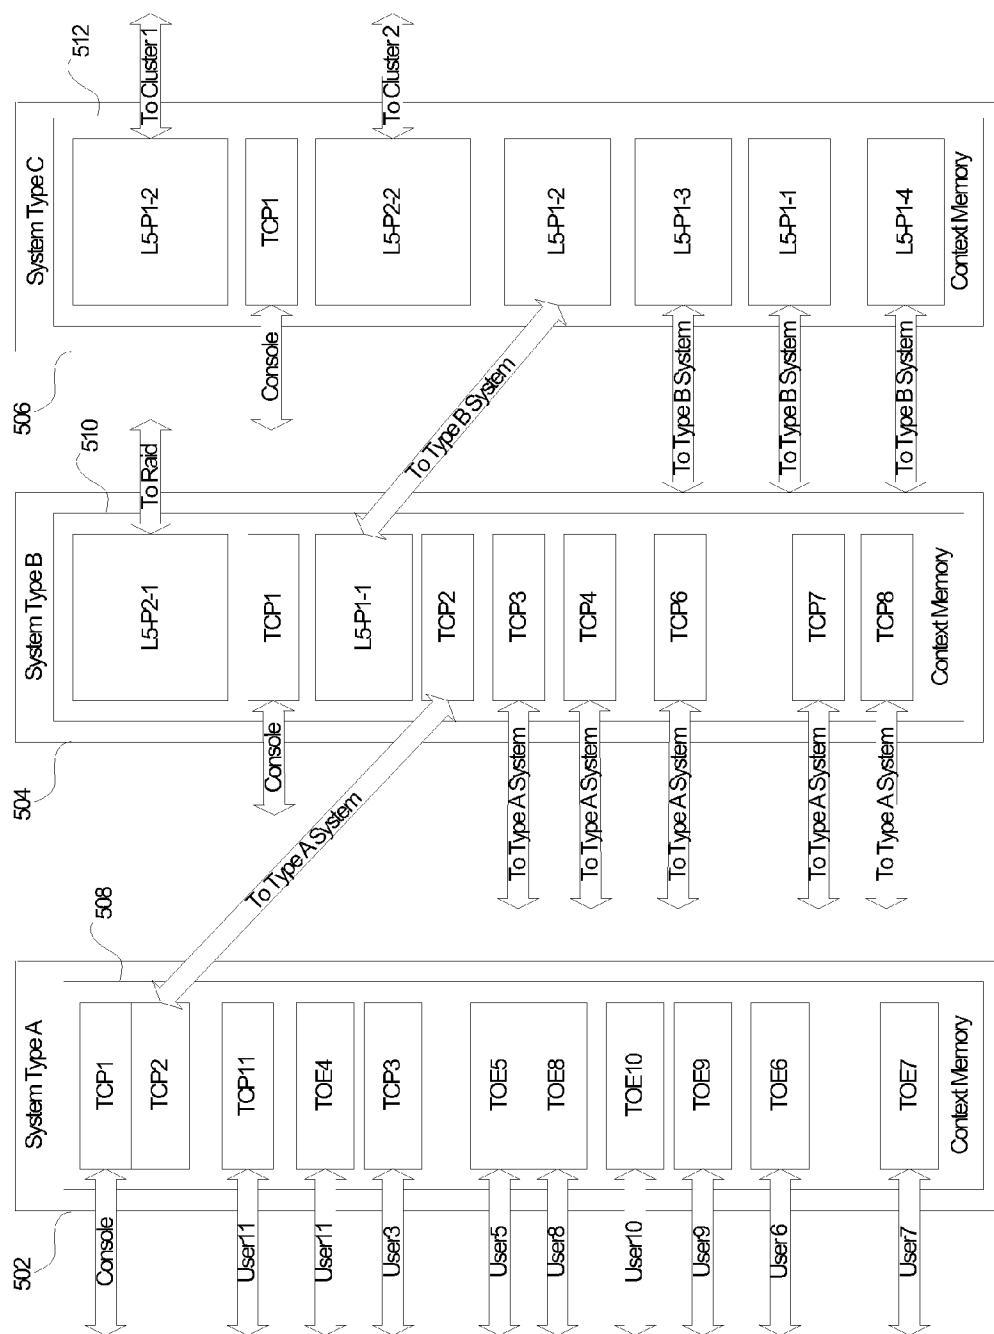 502
System Type A
Console
TCP1
TCP2
User11
TCP11
User11
TOE4
User3
TCP3
User5
TOE5
User8
TOE8
User10
TOE10
User9
TOE9
User 6
TOE6
User7
TOE7
Context Memory
508
To Type A System
504
System Type B
L5-P2-1
To Raid
510
Console
TCP1
L5-P1-1
TCP2
To Type A System
TCP3
To Type A System
TCP4
To Type A System
TCP6
To Type A System
TCP7
To Type A System
TCP8
Context Memory
To Type B System
506
System Type C
512
L5-P1-2
To Cluster 1
Console
TCP1
L5-P2-2
To Cluster 2
L5-P1-2
To Type B System
L5-P1-3
To Type B System
L5-P1-1
To Type B System
L5-P1-4
Context Memory